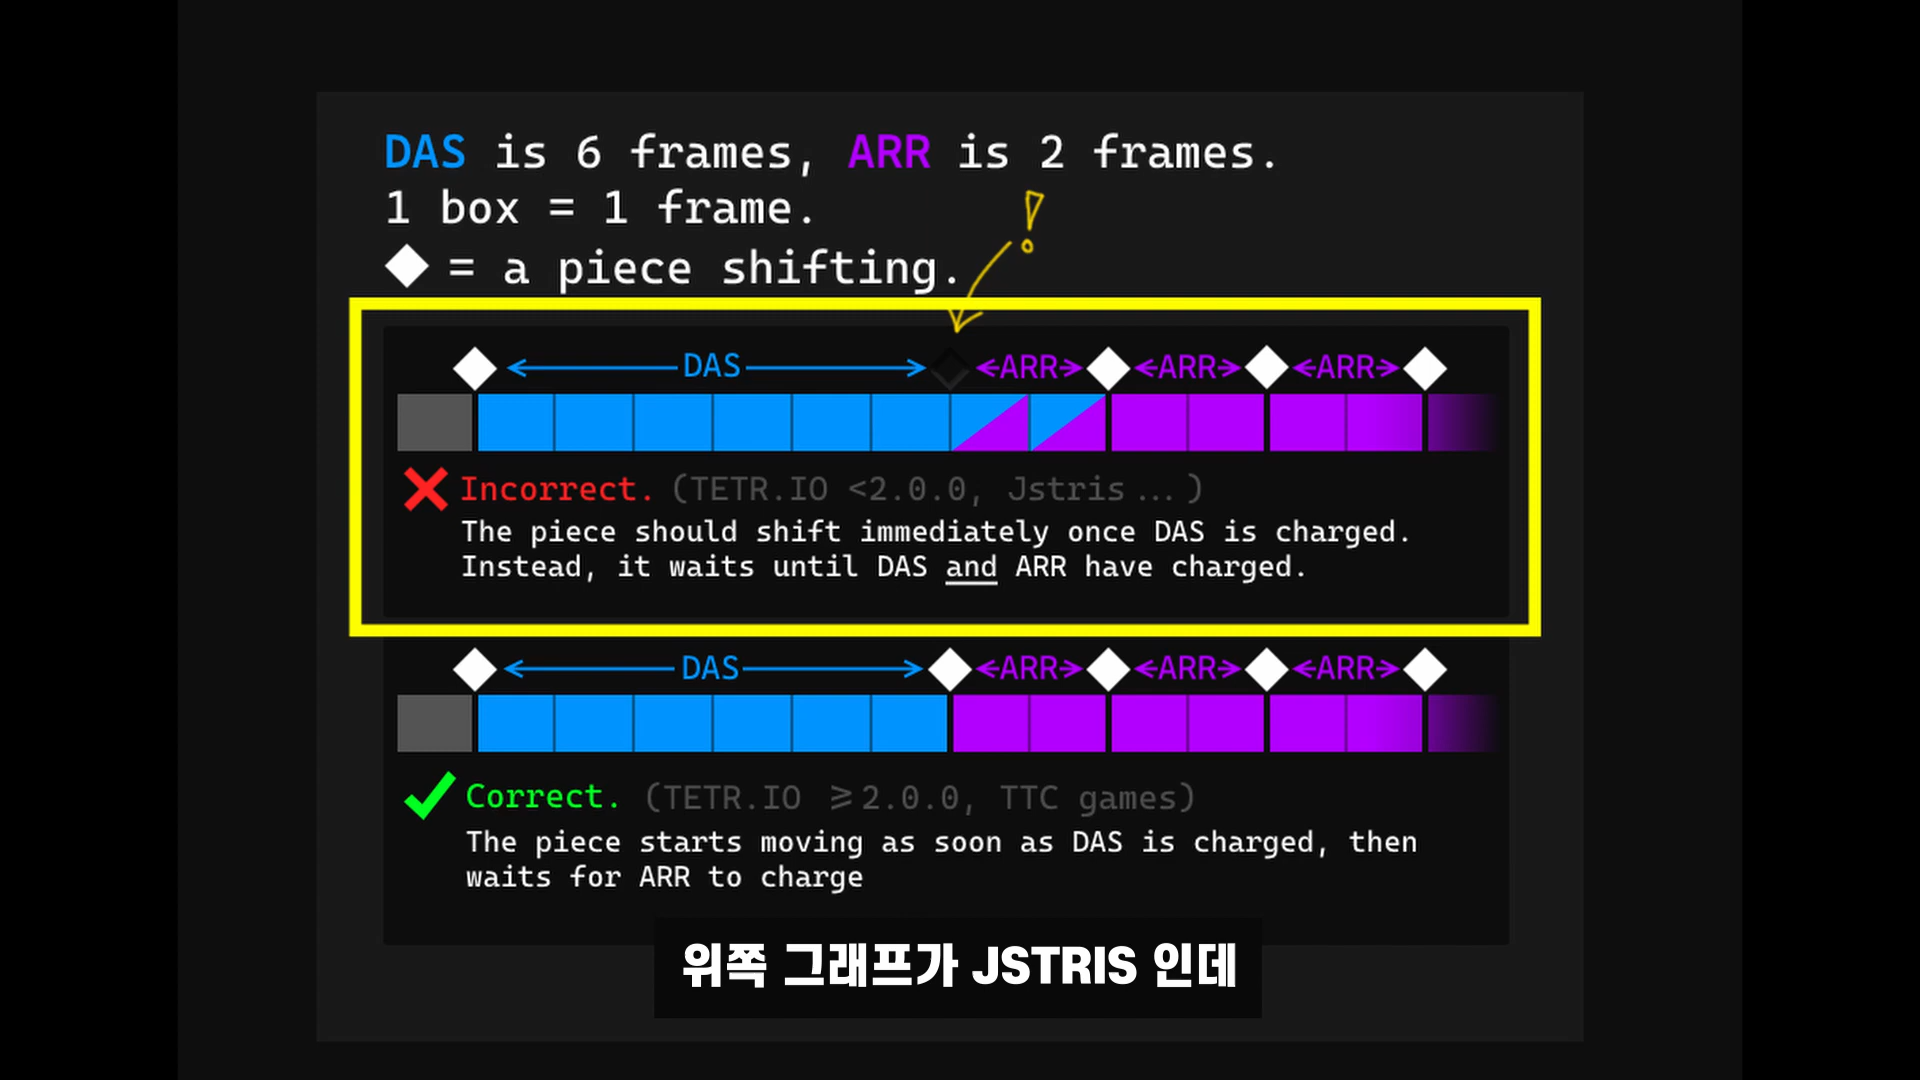 DAS is 6 frames, ARR is 2 frames.
1 box = 1 frame.
◆ = a piece shifting.
!
DAS ARR ARR ARR
Incorrect. (TETR.IO <2.0.0, Jstris...)
The piece should shift immediately once DAS is charged.
Instead, it waits until DAS and ARR have charged.
DAS ARR ARR ARR
Correct. (TETR.IO ≥2.0.0, TTC games)
The piece starts moving as soon as DAS is charged, then
waits for ARR to charge
위쪽 그래프가 JSTRIS 인데